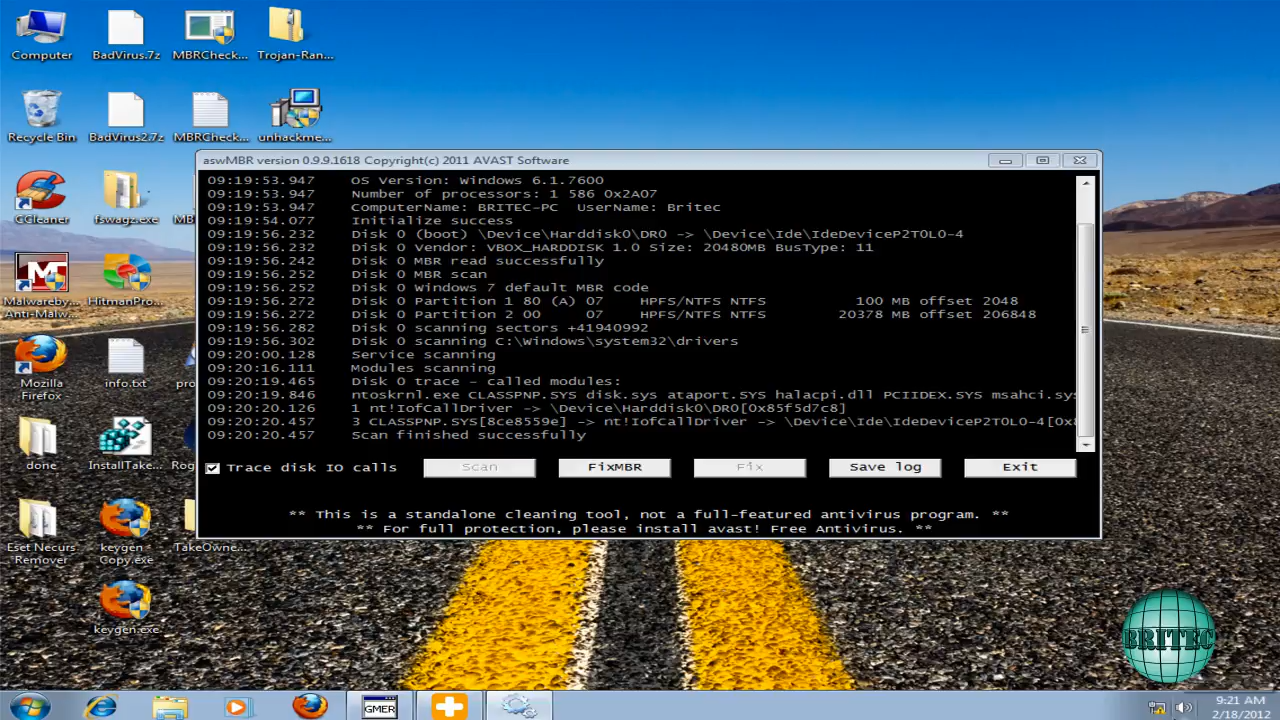 Computer
BadVirus.7z
MBRCheck...
Trojan-Ran...
Recycle Bin
BadVirus2.7z
MBRCheck...
unhackme...
aswMBR version 0.9.9.1618 Copyright(c) 2011 AVAST Software
09:19:53.947 OS Version: Windows 6.1.7600
09:19:53.947 Number of processors: 1 586 0x2A07
09:19:53.947 ComputerName: BRITEC-PC UserName: Britec
09:19:54.077 Initialize success
09:19:56.232 Disk 0 (boot) \Device\Harddisk0\DR0 -> \Device\Ide\IdeDeviceP2T0L0-4
09:19:56.232 Disk 0 Vendor: VBOX_HARDDISK 1.0 Size: 20480MB BusType: 11
09:19:56.242 Disk 0 MBR read successfully
09:19:56.252 Disk 0 MBR scan
09:19:56.252 Disk 0 Windows 7 default MBR code
09:19:56.272 Disk 0 Partition 1 80 (A) 07 HPFS/NTFS NTFS 100 MB offset 2048
09:19:56.272 Disk 0 Partition 2 00 07 HPFS/NTFS NTFS 20378 MB offset 206848
09:19:56.282 Disk 0 scanning sectors +41940992
09:19:56.302 Disk 0 scanning C:\Windows\system32\drivers
09:20:00.128 Service scanning
09:20:16.111 Modules scanning
09:20:19.465 Disk 0 trace - called modules:
09:20:19.846 ntoskrnl.exe CLASSPNP.SYS disk.sys ataport.SYS halacpi.dll PCIIDEX.SYS msahci.sys
09:20:20.126 1 nt!IofCallDriver -> \Device\Harddisk0\DR0[0x85f5d7c8]
09:20:20.457 3 CLASSPNP.SYS[8ce8559e] -> nt!IofCallDriver -> \Device\Ide\IdeDeviceP2T0L0-4[0x8
09:20:20.457 Scan finished successfully
Trace disk IO calls
Scan
FixMBR
Fix
Save log
Exit
** This is a standalone cleaning tool, not a full-featured antivirus program. **
** For full protection, please install avast! Free Antivirus. **
CCleaner
fswagz.exe
MB
Malwareby...
Anti-Malw...
HitmanPro...
Mozilla
Firefox
info.txt
pro
done
InstallTake...
Rog
Eset Necurs
Remover
keygen
Copy.exe
TakeOwne...
keygen.exe
BRITEC
GMER
9:21 AM
2/18/2012